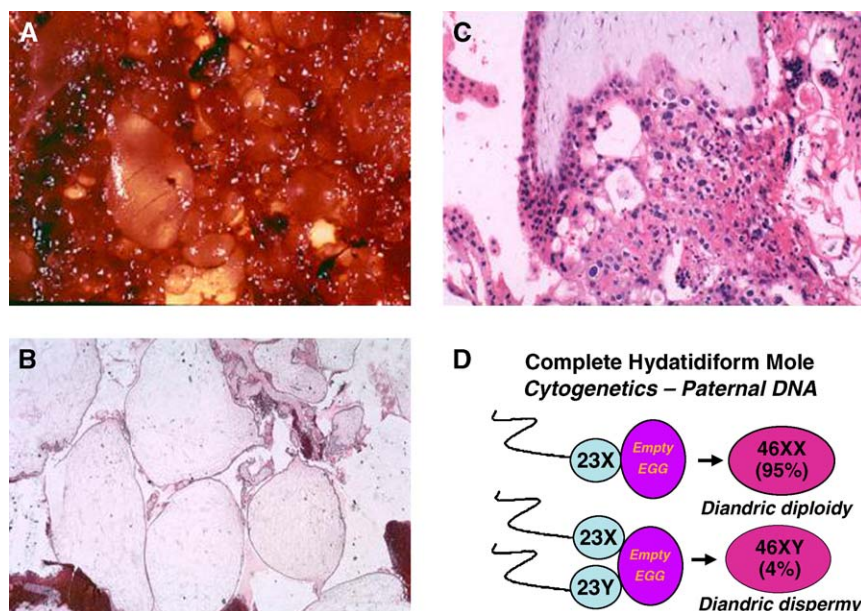 A
C
B
D
Complete Hydatidiform Mole
Cytogenetics – Paternal DNA
23X
Empty
EGG
46XX
(95%)
Diandric diploidy
23X
23Y
Empty
EGG
46XY
(4%)
Diandric dispermy